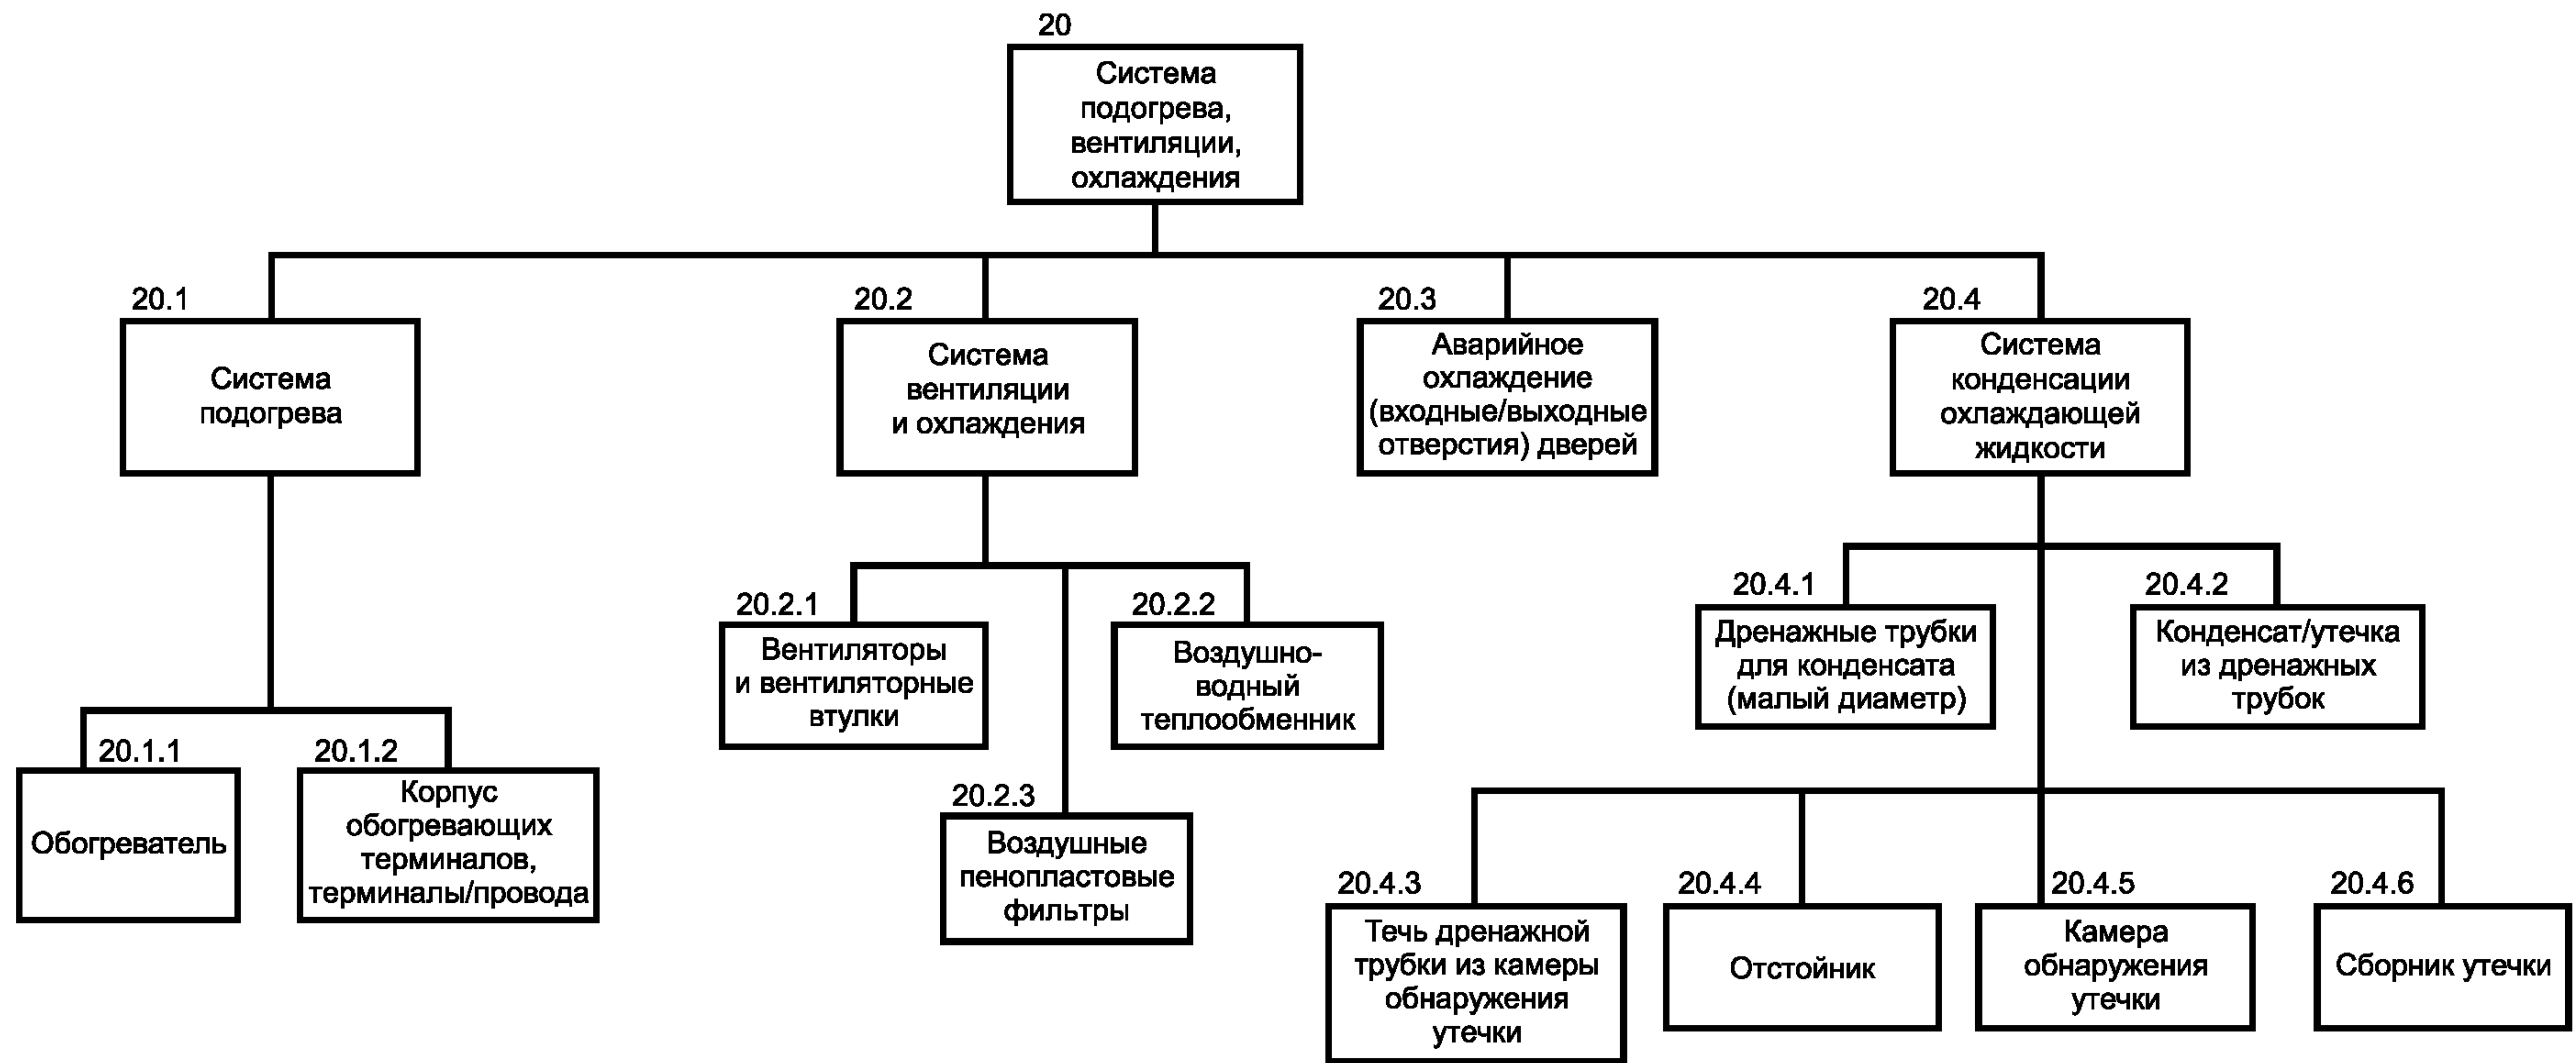 20
Система
подогрева,
вентиляции,
охлаждения
20.1
Система
подогрева
20.2
Система
вентиляции
и охлаждения
20.3
Аварийное
охлаждение
(входные/выходные
отверстия) дверей
20.4
Система
конденсации
охлаждающей
жидкости
20.1.1
Обогреватель
20.1.2
Корпус
обогревающих
терминалов,
терминалы/провода
20.2.1
Вентиляторы
и вентиляторные
втулки
20.2.2
Воздушно-
водный
теплообменник
20.2.3
Воздушные
пенопластовые
фильтры
20.4.1
Дренажные трубки
для конденсата
(малый диаметр)
20.4.2
Конденсат/утечка
из дренажных
трубок
20.4.3
Течь дренажной
трубки из камеры
обнаружения
утечки
20.4.4
Отстойник
20.4.5
Камера
обнаружения
утечки
20.4.6
Сборник утечки